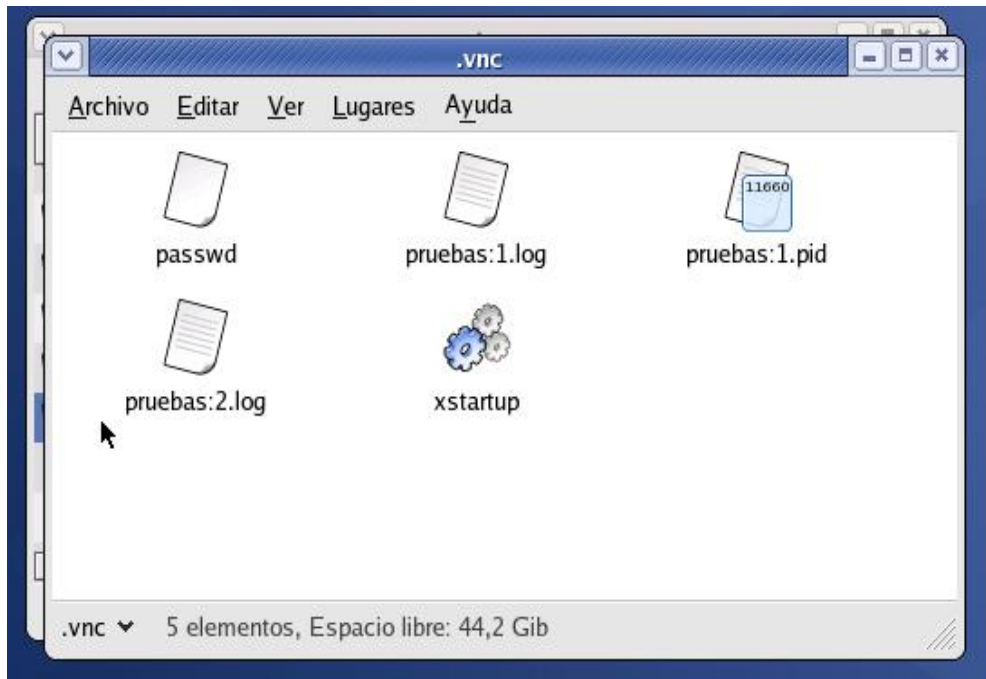 .vnc
Archivo Editar Ver Lugares Ayuda
11660
passwd pruebas:1.log pruebas:1.pid
pruebas:2.log xstartup
.vnc 5 elementos, Espacio libre: 44,2 Gib